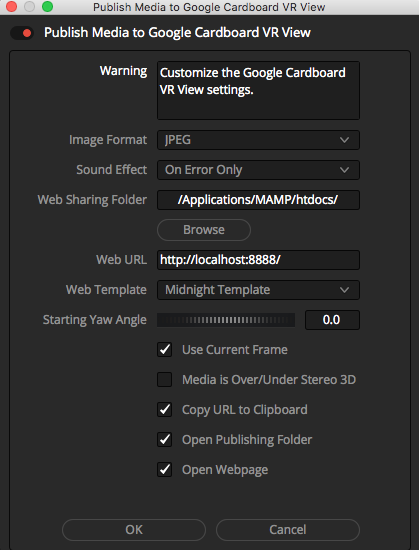 Publish Media to Google Cardboard VR View
Publish Media to Google Cardboard VR View
Warning
Customize the Google Cardboard
VR View settings.
Image Format
JPEG
Sound Effect
On Error Only
Web Sharing Folder
/Applications/MAMP/htdocs/
Browse
Web URL
http://localhost:8888/
Web Template
Midnight Template
Starting Yaw Angle
0.0
Use Current Frame
Media is Over/Under Stereo 3D
Copy URL to Clipboard
Open Publishing Folder
Open Webpage
OK
Cancel